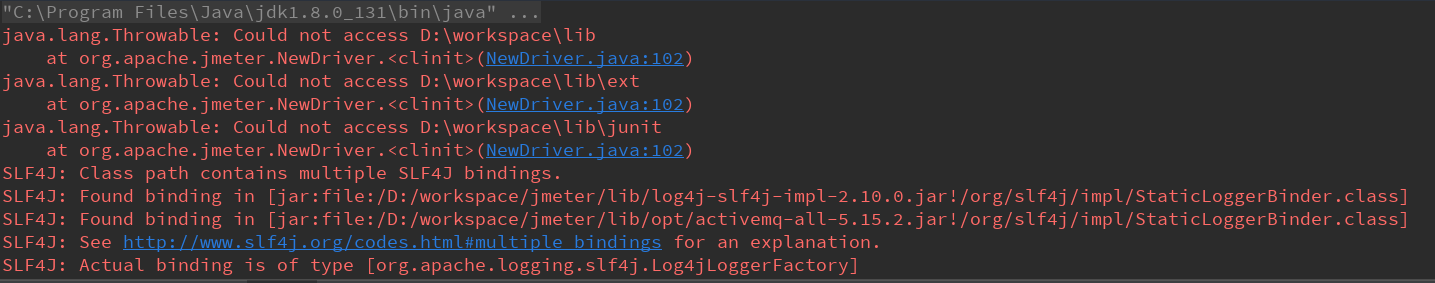 "C:\Program Files\Java\jdk1.8.0_131\bin\java" ...
java.lang.Throwable: Could not access D:\workspace\lib
    at org.apache.jmeter.NewDriver.<clinit>(NewDriver.java:102)
java.lang.Throwable: Could not access D:\workspace\lib\ext
    at org.apache.jmeter.NewDriver.<clinit>(NewDriver.java:102)
java.lang.Throwable: Could not access D:\workspace\lib\junit
    at org.apache.jmeter.NewDriver.<clinit>(NewDriver.java:102)
SLF4J: Class path contains multiple SLF4J bindings.
SLF4J: Found binding in [jar:file:/D:/workspace/jmeter/lib/log4j-slf4j-impl-2.10.0.jar!/org/slf4j/impl/StaticLoggerBinder.class]
SLF4J: Found binding in [jar:file:/D:/workspace/jmeter/lib/opt/activemq-all-5.15.2.jar!/org/slf4j/impl/StaticLoggerBinder.class]
SLF4J: See http://www.slf4j.org/codes.html#multiple_bindings for an explanation.
SLF4J: Actual binding is of type [org.apache.logging.slf4j.Log4jLoggerFactory]